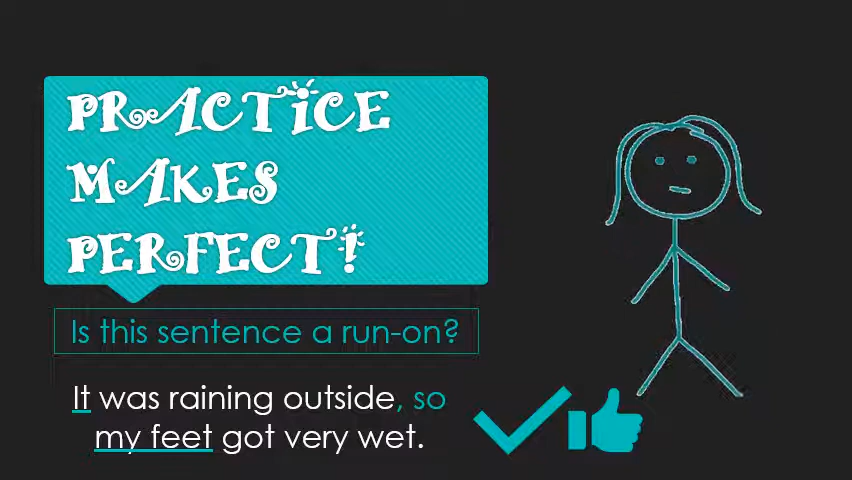 PRACTICE
MAKES
PERFECT!
Is this sentence a run-on?
It was raining outside, so
my feet got very wet.